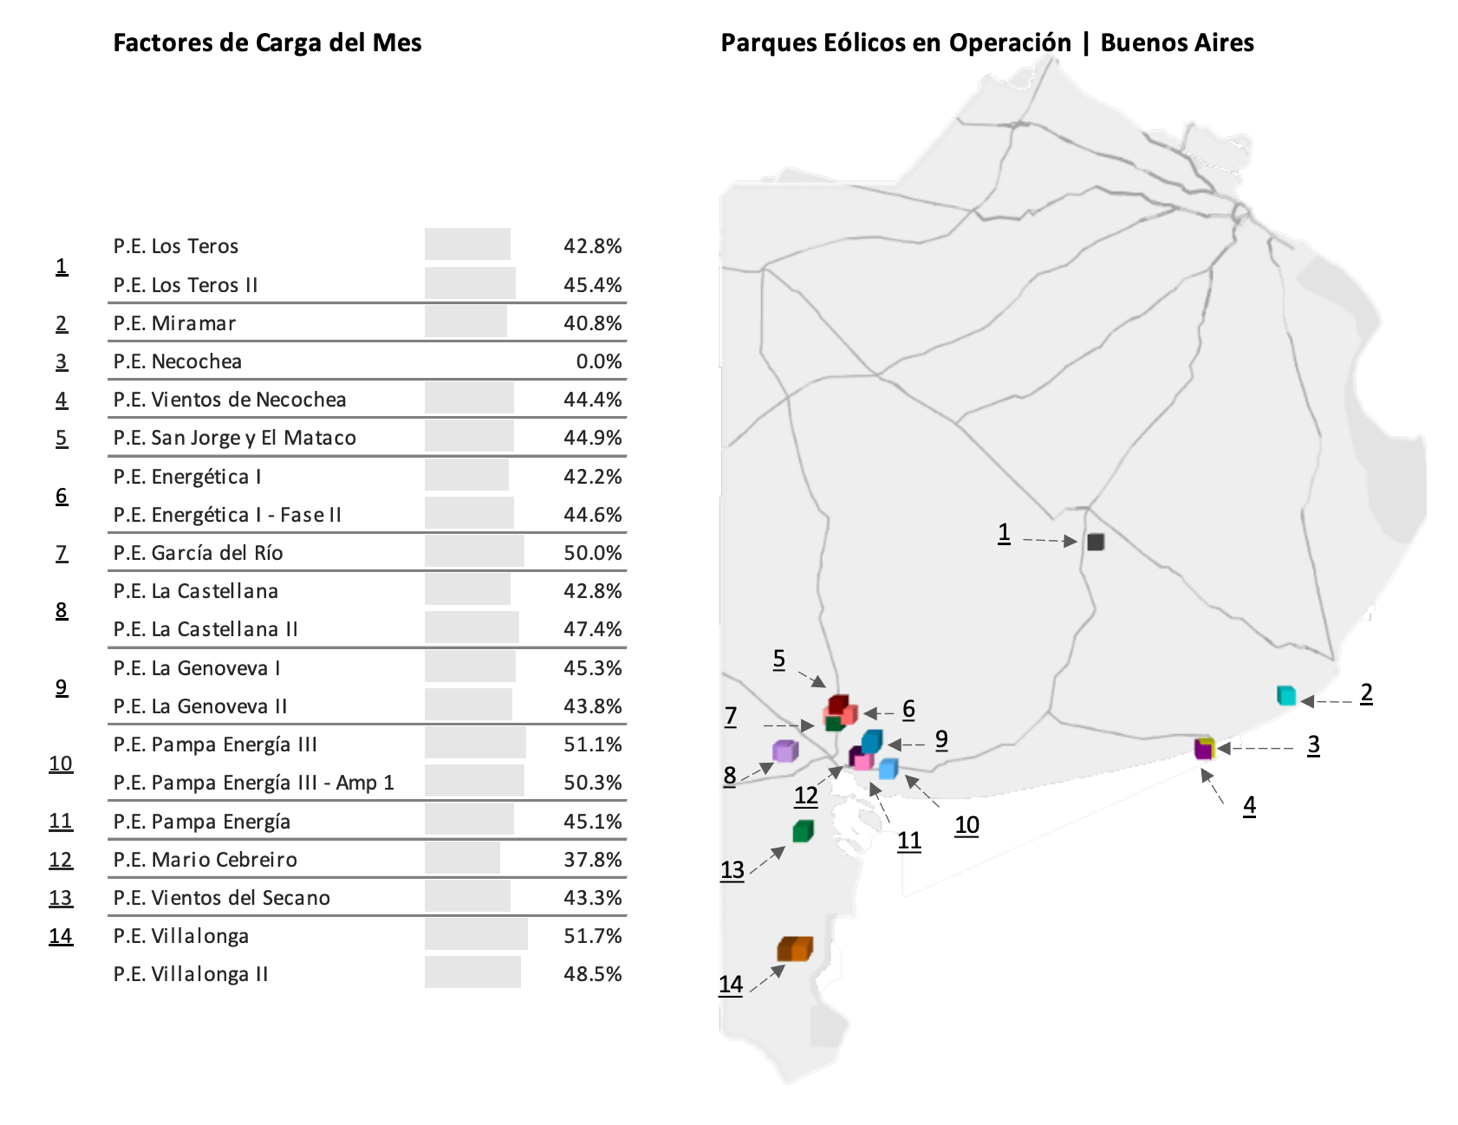 Factores de Carga del Mes
Parques Eólicos en Operación | Buenos Aires
1
P.E. Los Teros 42.8%
P.E. Los Teros II 45.4%
2 P.E. Miramar 40.8%
3 P.E. Necochea 0.0%
4 P.E. Vientos de Necochea 44.4%
5 P.E. San Jorge y El Mataco 44.9%
6
P.E. Energética I 42.2%
P.E. Energética I - Fase II 44.6%
7 P.E. García del Río 50.0%
8
P.E. La Castellana 42.8%
P.E. La Castellana II 47.4%
9
P.E. La Genoveva I 45.3%
P.E. La Genoveva II 43.8%
10
P.E. Pampa Energía III 51.1%
P.E. Pampa Energía III - Amp 1 50.3%
11 P.E. Pampa Energía 45.1%
12 P.E. Mario Cebreiro 37.8%
13 P.E. Vientos del Secano 43.3%
14 P.E. Villalonga 51.7%
P.E. Villalonga II 48.5%
1
5
2
6
7
9
3
8
12
4
10
11
13
14